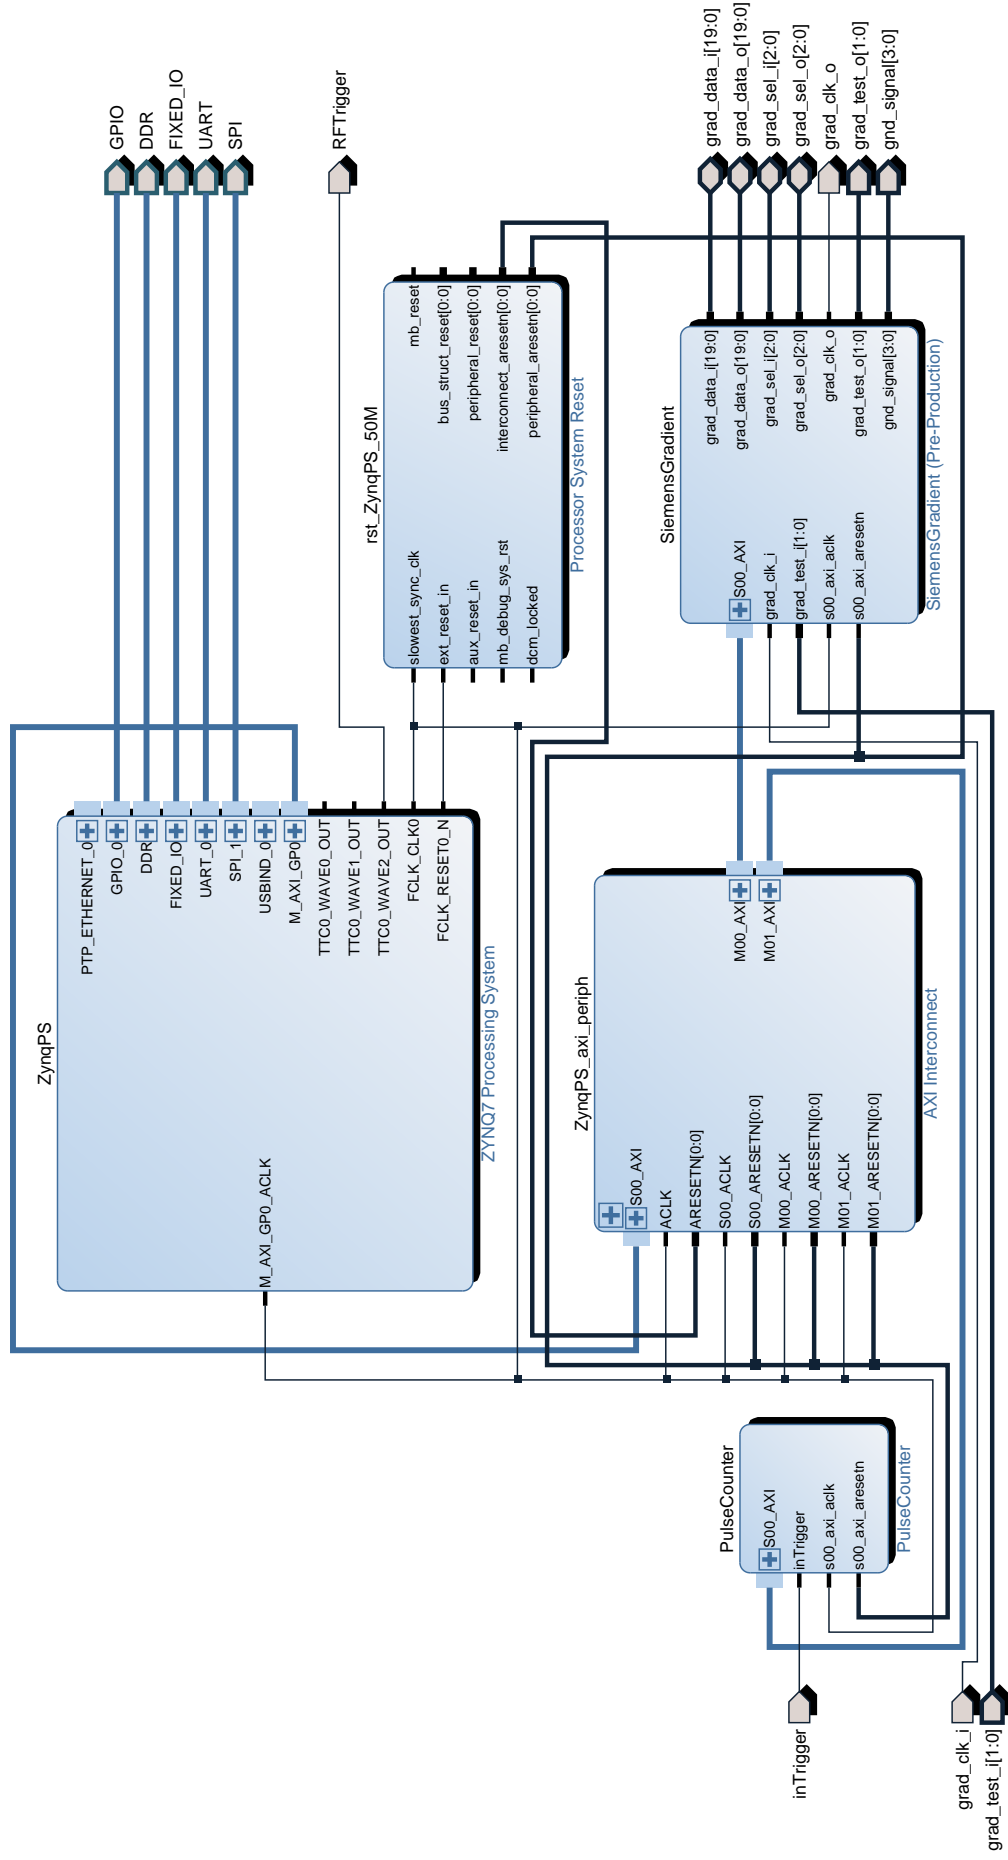 GPIO
DDR
FIXED_IO
UART
SPI
RFTrigger
grad_data_i[19:0]
grad_data_o[19:0]
grad_sel_i[2:0]
grad_sel_o[2:0]
grad_clk_o
grad_test_o[1:0]
gnd_signal[3:0]
ZynqPS
PTP_ETHERNET_0
GPIO_0
DDR
FIXED_IO
UART_0
SPI_1
USBIND_0
M_AXI_GP0
TTC0_WAVE0_OUT
TTC0_WAVE1_OUT
TTC0_WAVE2_OUT
FCLK_CLK0
FCLK_RESET0_N
M_AXI_GP0_ACLK
ZYNQ7 Processing System
rst_ZynqPS_50M
slowest_sync_clk
ext_reset_in
aux_reset_in
mb_debug_sys_rst
dcm_locked
mb_reset
bus_struct_reset[0:0]
peripheral_reset[0:0]
interconnect_aresetn[0:0]
peripheral_aresetn[0:0]
Processor System Reset
SiemensGradient
S00_AXI
grad_clk_i
grad_test_i[1:0]
s00_axi_aclk
s00_axi_aresetn
grad_data_i[19:0]
grad_data_o[19:0]
grad_sel_i[2:0]
grad_sel_o[2:0]
grad_clk_o
grad_test_o[1:0]
gnd_signal[3:0]
SiemensGradient (Pre-Production)
ZynqPS_axi_periph
S00_AXI
ACLK
ARESETN[0:0]
S00_ACLK
S00_ARESETN[0:0]
M00_ACLK
M00_ARESETN[0:0]
M01_ACLK
M01_ARESETN[0:0]
M00_AXI
M01_AXI
AXI Interconnect
PulseCounter
S00_AXI
inTrigger
s00_axi_aclk
s00_axi_aresetn
PulseCounter
inTrigger
grad_clk_i
grad_test_i[1:0]